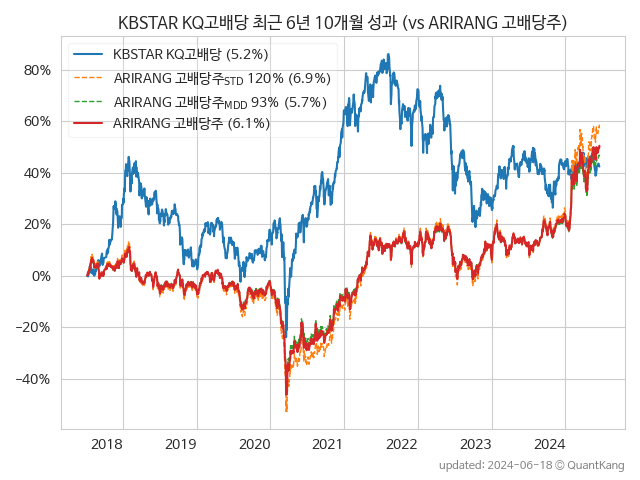 KBSTAR KQ고배당 최근 6년 10개월 성과 (vs ARIRANG 고배당주)
KBSTAR KQ고배당 (5.2%)
ARIRANG 고배당주STD 120% (6.9%)
ARIRANG 고배당주MDD 93% (5.7%)
ARIRANG 고배당주 (6.1%)
80%
60%
40%
20%
0%
−20%
−40%
2018 2019 2020 2021 2022 2023 2024
updated: 2024-06-18 © QuantKang